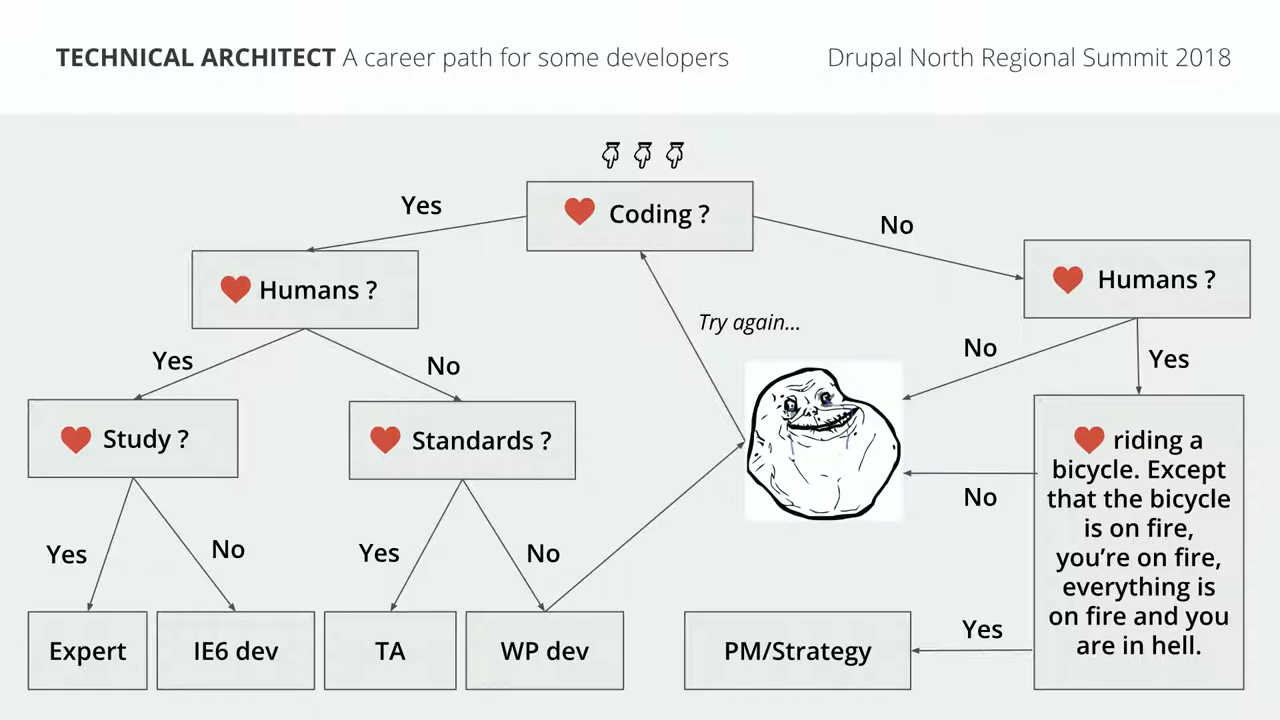 TECHNICAL ARCHITECT A career path for some developers
Drupal North Regional Summit 2018
Coding ?
Yes
No
Humans ?
Humans ?
Try again...
Yes
No
No
Yes
Study ?
Standards ?
riding a
bicycle. Except
that the bicycle
is on fire,
you're on fire,
everything is
on fire and you
are in hell.
No
Yes
No
Yes
No
Yes
Expert
IE6 dev
TA
WP dev
PM/Strategy